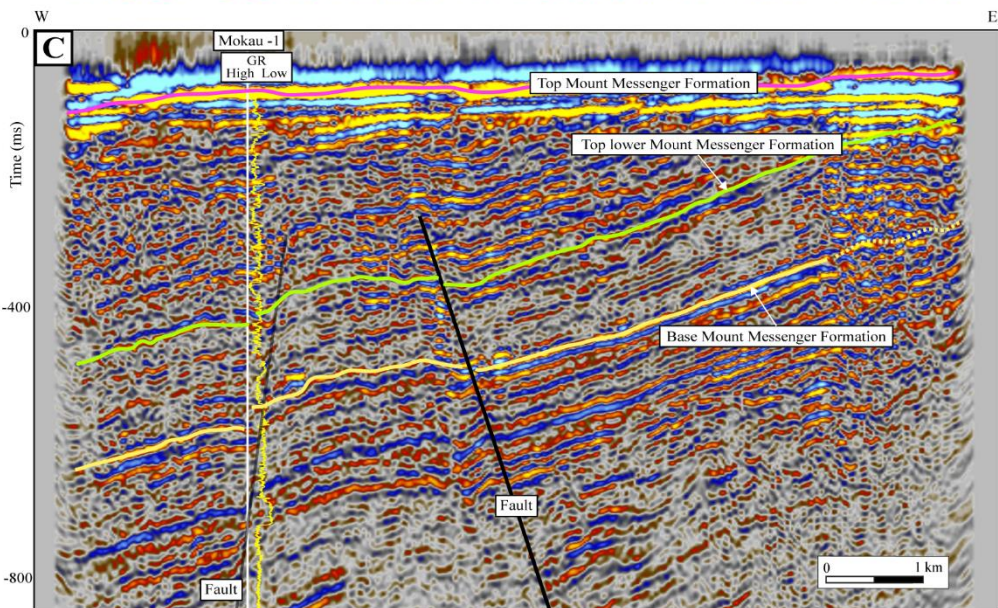 W
E
0
C
Mokau -1
GR
High Low
Top Mount Messenger Formation
Top lower Mount Messenger Formation
Time (ms)
-400
Base Mount Messenger Formation
Fault
-800
Fault
0
1 km